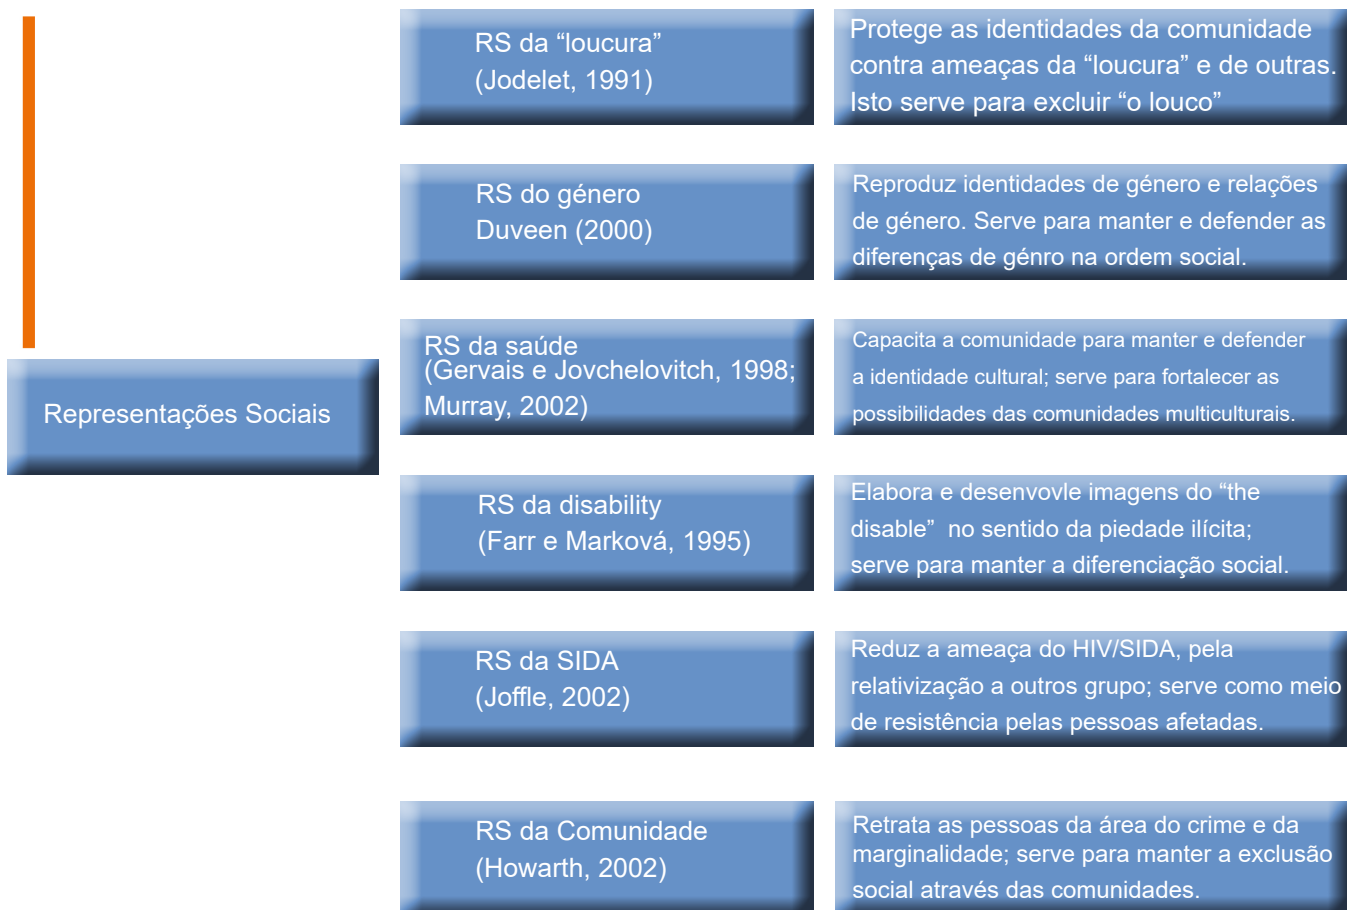 RS da “loucura”
(Jodelet, 1991)
Protege as identidades da comunidade
contra ameaças da “loucura” e de outras.
Isto serve para excluir “o louco”
RS do género
Duveen (2000)
Reproduz identidades de género e relações
de género. Serve para manter e defender as
diferenças de génro na ordem social.
Representações Sociais
RS da saúde
(Gervais e Jovchelovitch, 1998;
Murray, 2002)
Capacita a comunidade para manter e defender
a identidade cultural; serve para fortalecer as
possibilidades das comunidades multiculturais.
RS da disability
(Farr e Marková, 1995)
Elabora e desenvovle imagens do “the
disable”  no sentido da piedade ilícita;
serve para manter a diferenciação social.
RS da SIDA
(Joffle, 2002)
Reduz a ameaça do HIV/SIDA, pela
relativização a outros grupo; serve como meio
de resistência pelas pessoas afetadas.
RS da Comunidade
(Howarth, 2002)
Retrata as pessoas da área do crime e da
marginalidade; serve para manter a exclusão
social através das comunidades.